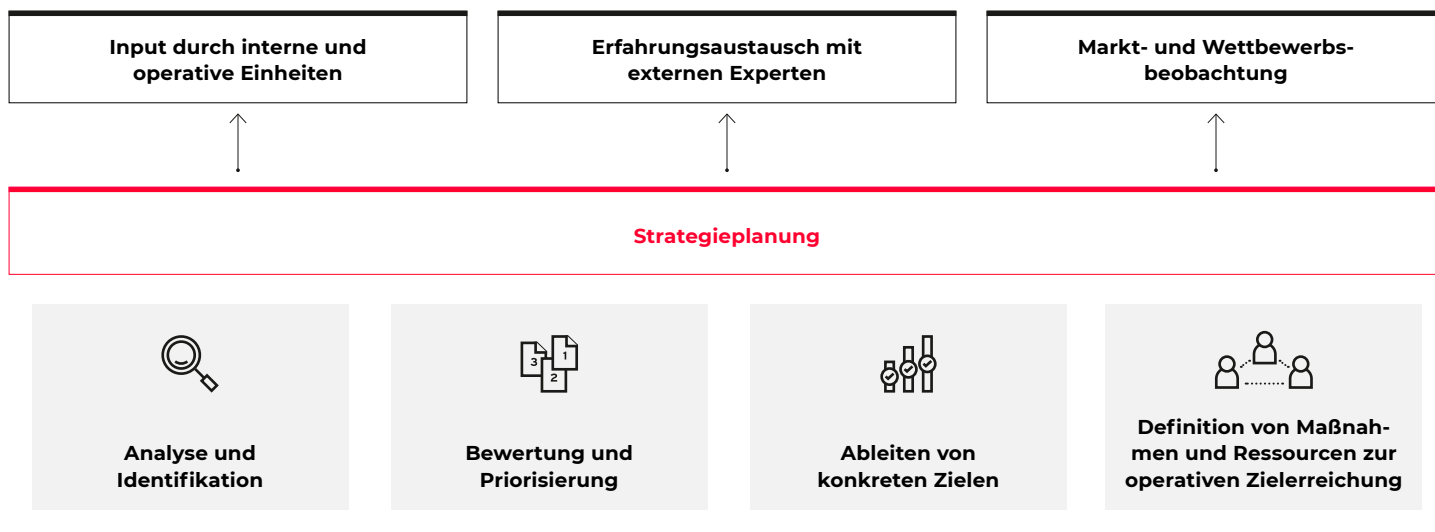 Input durch interne und
operative Einheiten
Erfahrungsaustausch mit
externen Experten
Markt- und Wettbewerbs-
beobachtung
Strategieplanung
3
2
1
Analyse und
Identifikation
Bewertung und
Priorisierung
Ableiten von
konkreten Zielen
Definition von Maßnah-
men und Ressourcen zur
operativen Zielerreichung